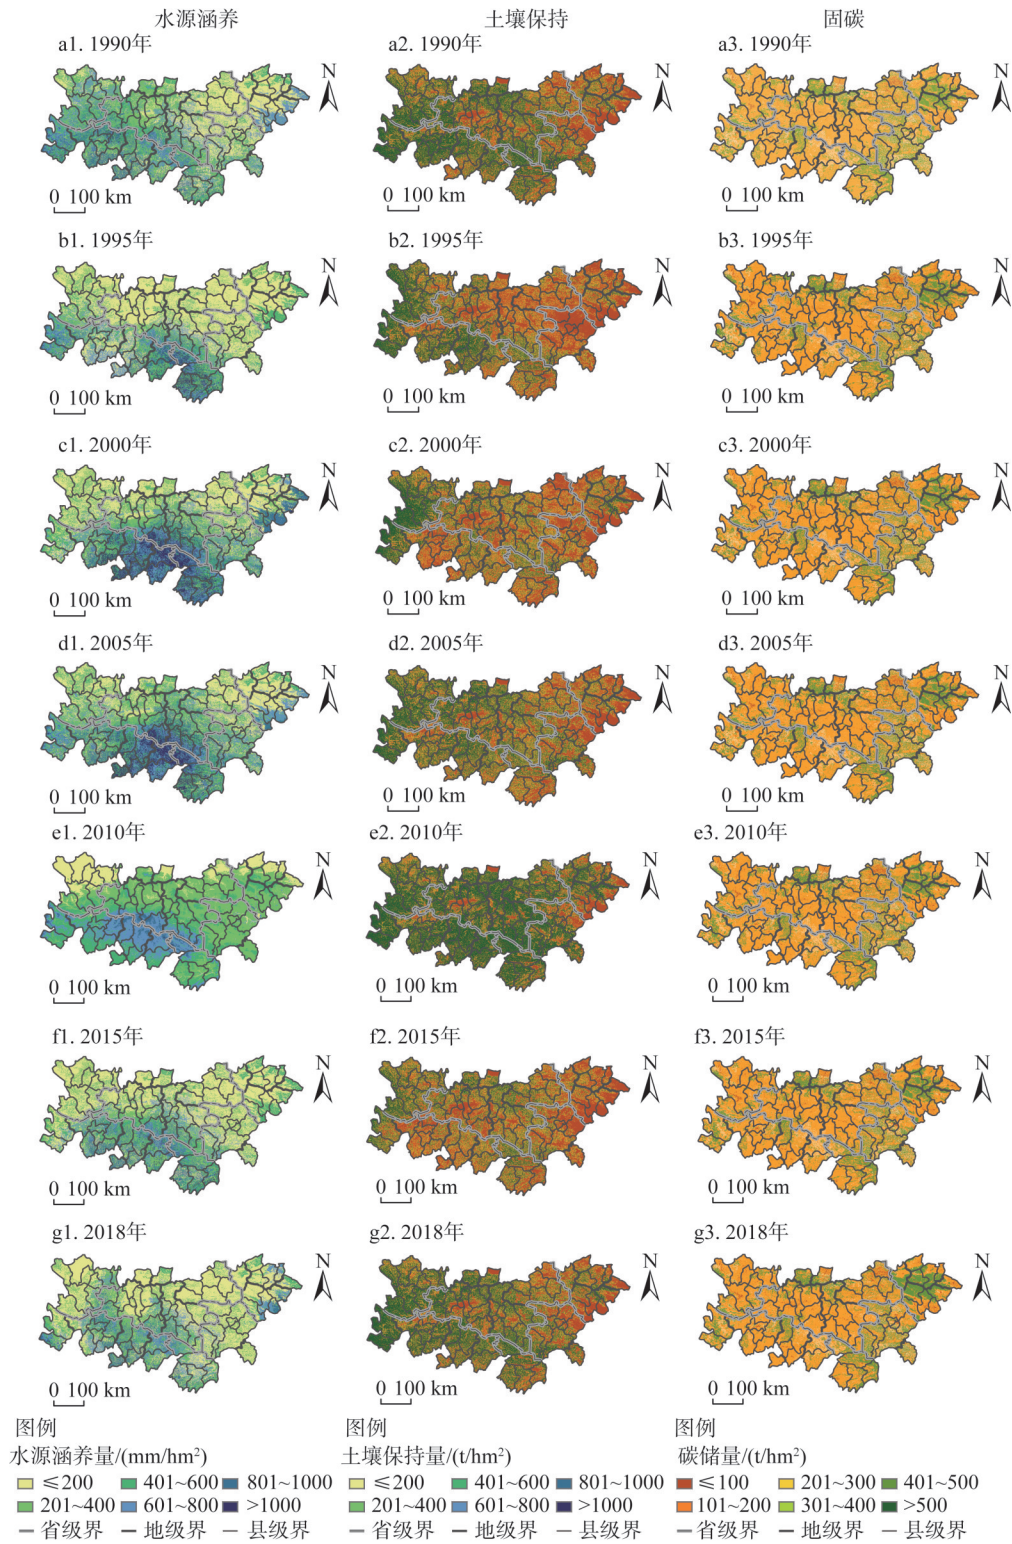 水源涵养 土壤保持 固碳
a1. 1990年 a2. 1990年 a3. 1990年
N N N
0 100 km 0 100 km 0 100 km
b1. 1995年 b2. 1995年 b3. 1995年
N N N
0 100 km 0 100 km 0 100 km
c1. 2000年 c2. 2000年 c3. 2000年
N N N
0 100 km 0 100 km 0 100 km
d1. 2005年 d2. 2005年 d3. 2005年
N N N
0 100 km 0 100 km 0 100 km
e1. 2010年 e2. 2010年 e3. 2010年
N N N
0 100 km 0 100 km 0 100 km
f1. 2015年 f2. 2015年 f3. 2015年
N N N
0 100 km 0 100 km 0 100 km
g1. 2018年 g2. 2018年 g3. 2018年
N N N
0 100 km 0 100 km 0 100 km
图例 图例 图例
水源涵养量/(mm/hm²) 土壤保持量/(t/hm²) 碳储量/(t/hm²)
≤200 401~600 801~1000 ≤200 401~600 801~1000 ≤100 201~300 401~500
201~400 601~800 >1000 201~400 601~800 >1000 101~200 301~400 >500
省级界 地级界 县级界 省级界 地级界 县级界 省级界 地级界 县级界